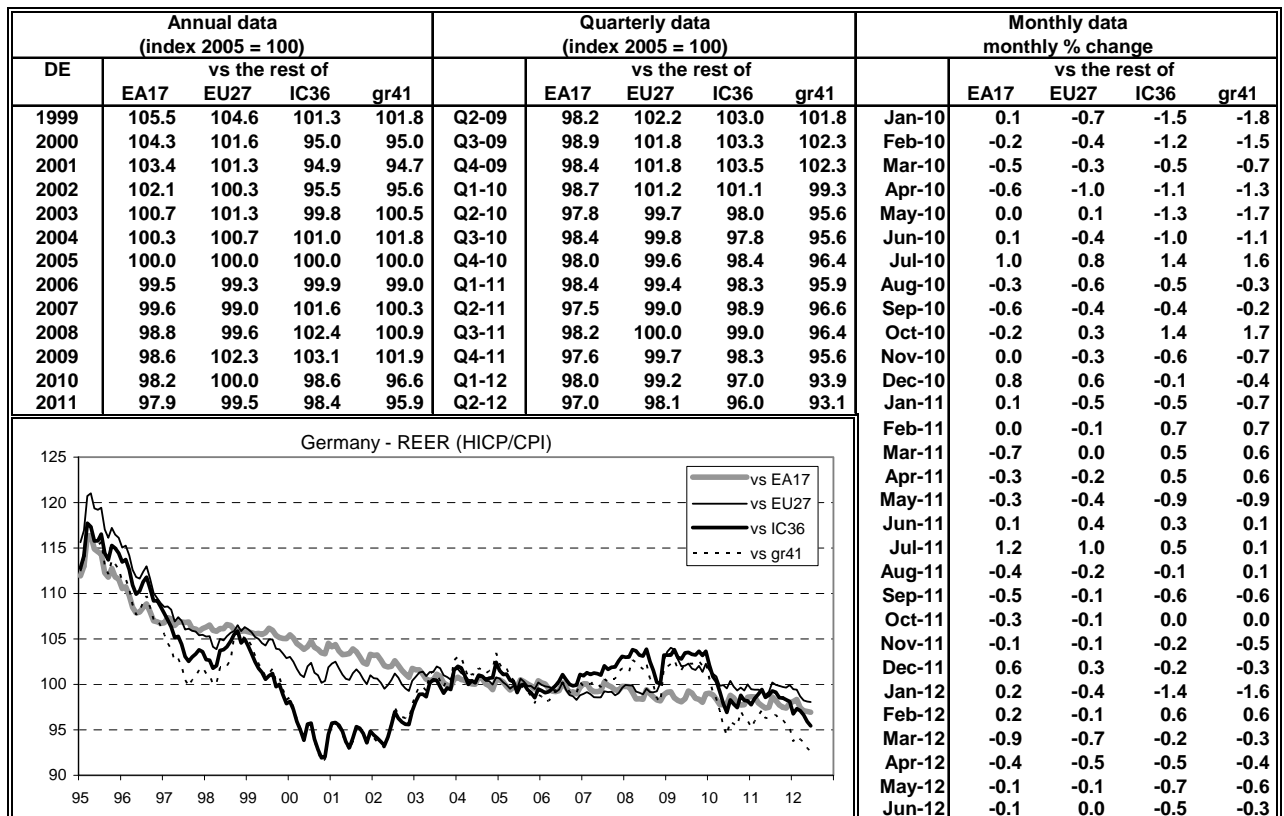 Annual data
(index 2005 = 100)
DE vs the rest of
EA17 EU27 IC36 gr41
1999 105.5 104.6 101.3 101.8
2000 104.3 101.6 95.0 95.0
2001 103.4 101.3 94.9 94.7
2002 102.1 100.3 95.5 95.6
2003 100.7 101.3 99.8 100.5
2004 100.3 100.7 101.0 101.8
2005 100.0 100.0 100.0 100.0
2006 99.5 99.3 99.9 99.0
2007 99.6 99.0 101.6 100.3
2008 98.8 99.6 102.4 100.9
2009 98.6 102.3 103.1 101.9
2010 98.2 100.0 98.6 96.6
2011 97.9 99.5 98.4 95.9
Quarterly data
(index 2005 = 100)
vs the rest of
EA17 EU27 IC36 gr41
Q2-09 98.2 102.2 103.0 101.8
Q3-09 98.9 101.8 103.3 102.3
Q4-09 98.4 101.8 103.5 102.3
Q1-10 98.7 101.2 101.1 99.3
Q2-10 97.8 99.7 98.0 95.6
Q3-10 98.4 99.8 97.8 95.6
Q4-10 98.0 99.6 98.4 96.4
Q1-11 98.4 99.4 98.3 95.9
Q2-11 97.5 99.0 98.9 96.6
Q3-11 98.2 100.0 99.0 96.4
Q4-11 97.6 99.7 98.3 95.6
Q1-12 98.0 99.2 97.0 93.9
Q2-12 97.0 98.1 96.0 93.1
Monthly data
monthly % change
vs the rest of
EA17 EU27 IC36 gr41
Jan-10 0.1 -0.7 -1.5 -1.8
Feb-10 -0.2 -0.4 -1.2 -1.5
Mar-10 -0.5 -0.3 -0.5 -0.7
Apr-10 -0.6 -1.0 -1.1 -1.3
May-10 0.0 0.1 -1.3 -1.7
Jun-10 0.1 -0.4 -1.0 -1.1
Jul-10 1.0 0.8 1.4 1.6
Aug-10 -0.3 -0.6 -0.5 -0.3
Sep-10 -0.6 -0.4 -0.4 -0.2
Oct-10 -0.2 0.3 1.4 1.7
Nov-10 0.0 -0.3 -0.6 -0.7
Dec-10 0.8 0.6 -0.1 -0.4
Jan-11 0.1 -0.5 -0.5 -0.7
Feb-11 0.0 -0.1 0.7 0.7
Mar-11 -0.7 0.0 0.5 0.6
Apr-11 -0.3 -0.2 0.5 0.6
May-11 -0.3 -0.4 -0.9 -0.9
Jun-11 0.1 0.4 0.3 0.1
Jul-11 1.2 1.0 0.5 0.1
Aug-11 -0.4 -0.2 -0.1 0.1
Sep-11 -0.5 -0.1 -0.6 -0.6
Oct-11 -0.3 -0.1 0.0 0.0
Nov-11 -0.1 -0.1 -0.2 -0.5
Dec-11 0.6 0.3 -0.2 -0.3
Jan-12 0.2 -0.4 -1.4 -1.6
Feb-12 0.2 -0.1 0.6 0.6
Mar-12 -0.9 -0.7 -0.2 -0.3
Apr-12 -0.4 -0.5 -0.5 -0.4
May-12 -0.1 -0.1 -0.7 -0.6
Jun-12 -0.1 0.0 -0.5 -0.3
Germany - REER (HICP/CPI)
125
120
115
110
105
100
95
90
vs EA17
vs EU27
vs IC36
vs gr41
95 96 97 98 99 00 01 02 03 04 05 06 07 08 09 10 11 12